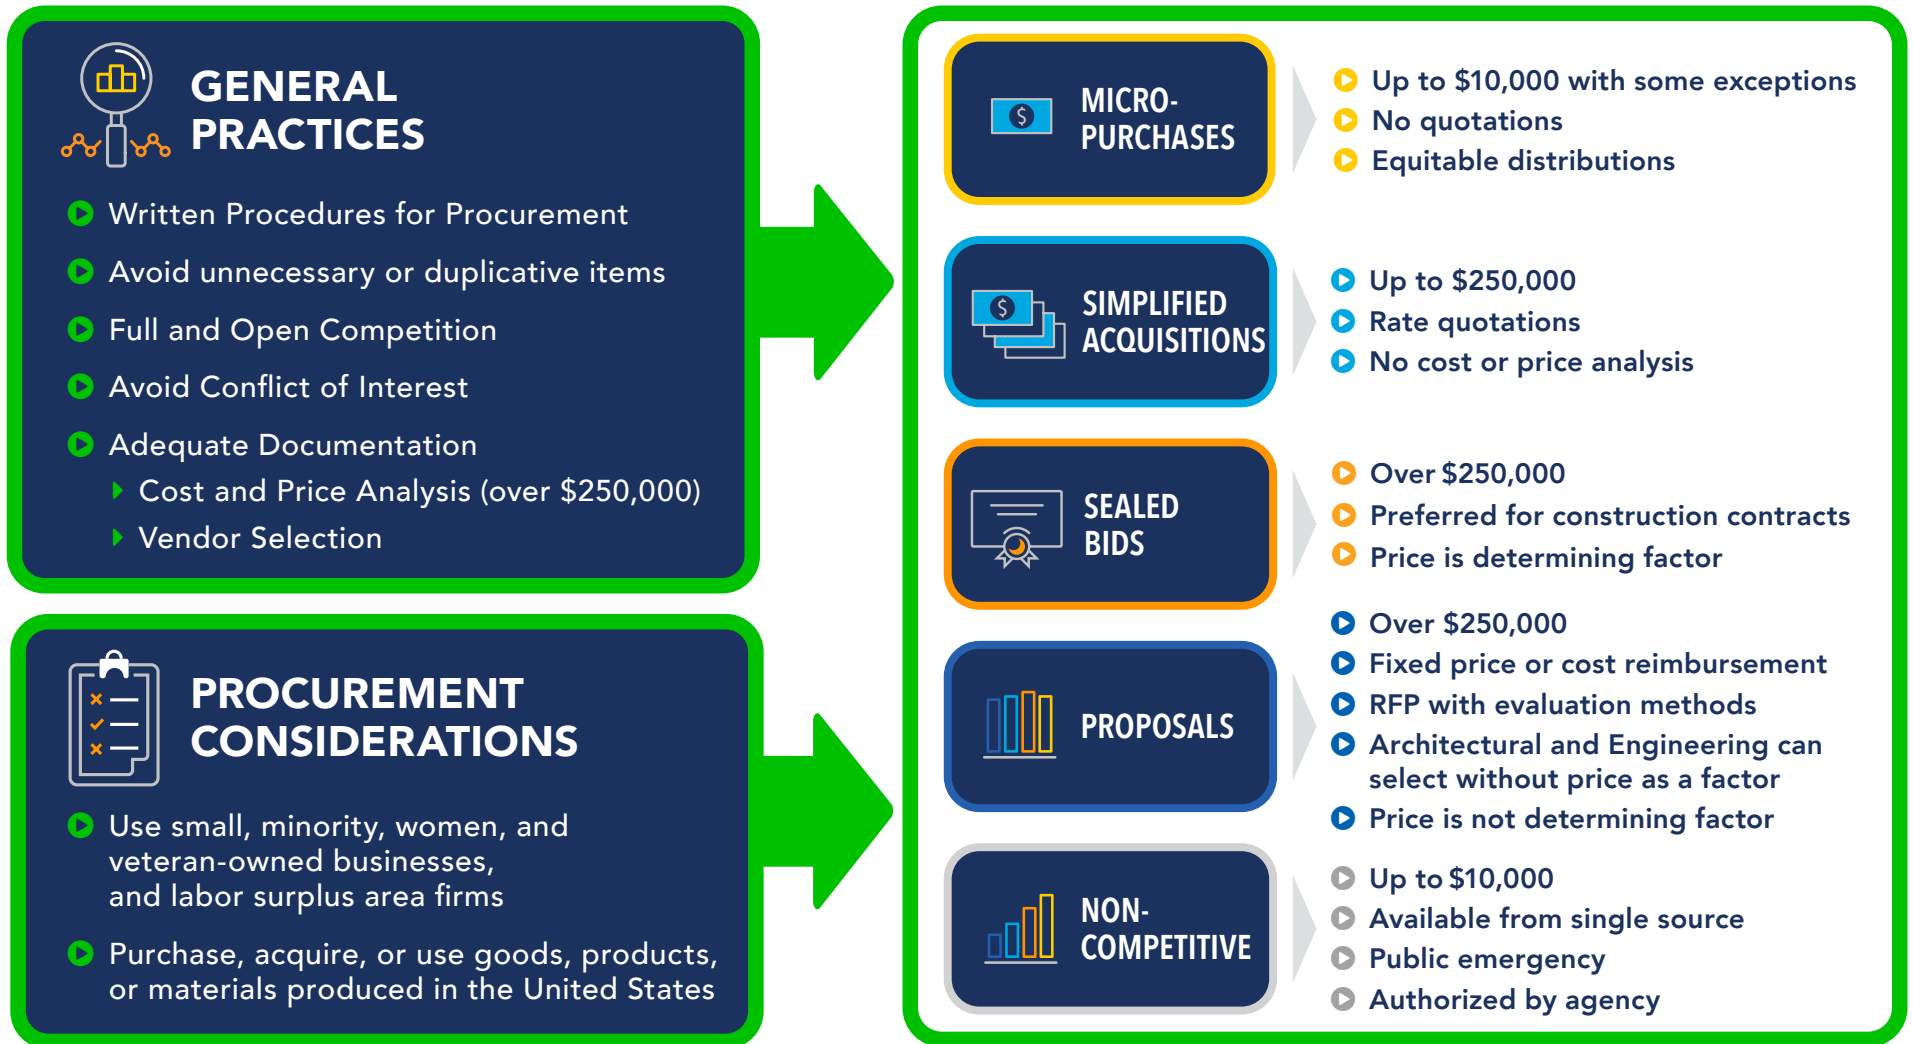 GENERAL
PRACTICES
Written Procedures for Procurement
Avoid unnecessary or duplicative items
Full and Open Competition
Avoid Conflict of Interest
Adequate Documentation
Cost and Price Analysis (over $250,000)
Vendor Selection
PROCUREMENT
CONSIDERATIONS
Use small, minority, women, and
veteran-owned businesses,
and labor surplus area firms
Purchase, acquire, or use goods, products,
or materials produced in the United States
$
MICRO-
PURCHASES
Up to $10,000 with some exceptions
No quotations
Equitable distributions
$
SIMPLIFIED
ACQUISITIONS
Up to $250,000
Rate quotations
No cost or price analysis
SEALED
BIDS
Over $250,000
Preferred for construction contracts
Price is determining factor
PROPOSALS
Over $250,000
Fixed price or cost reimbursement
RFP with evaluation methods
Architectural and Engineering can
select without price as a factor
Price is not determining factor
NON-
COMPETITIVE
Up to $10,000
Available from single source
Public emergency
Authorized by agency